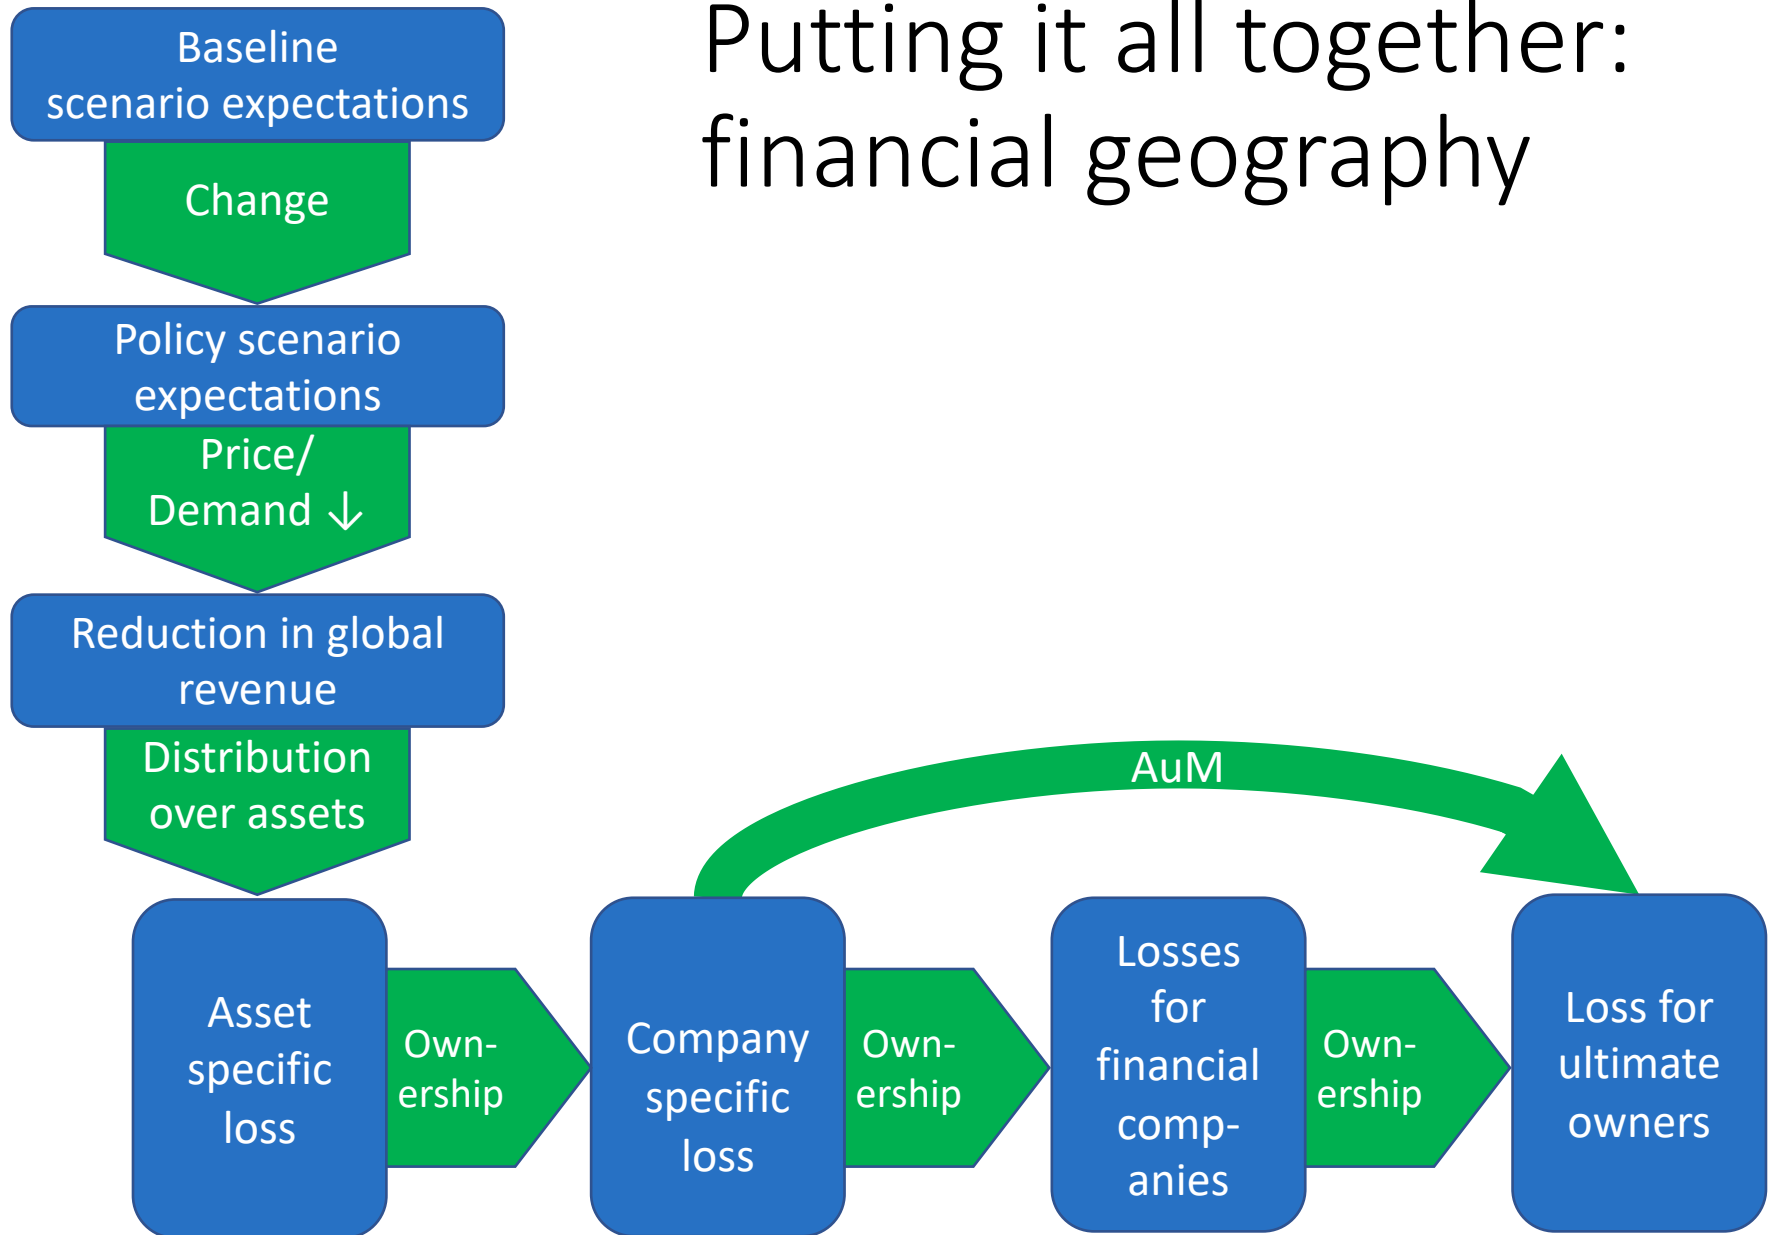 Putting it all together:
financial geography
Baseline
scenario expectations
Change
Policy scenario
expectations
Price/
Demand ↓
Reduction in global
revenue
Distribution
over assets
AuM
Asset
specific
loss
Own-
ership
Company
specific
loss
Own-
ership
Losses
for
financial
comp-
anies
Own-
ership
Loss for
ultimate
owners